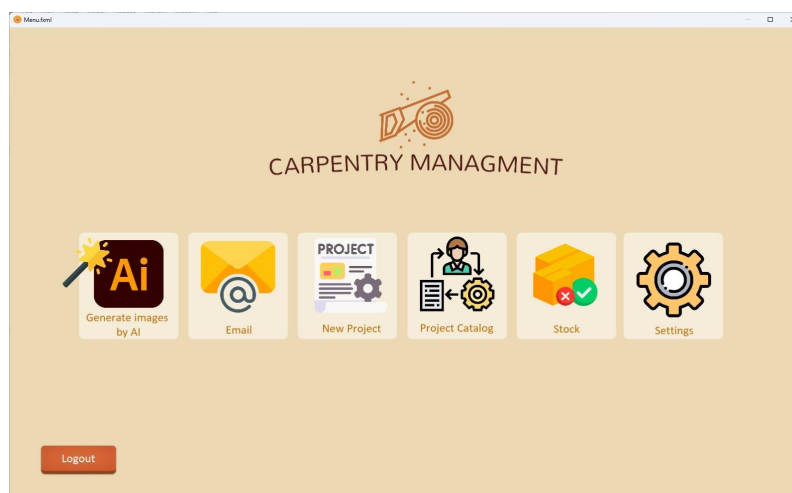 Menu.fxml
CARPENTRY MANAGMENT
Ai
PROJECT
Generate images
by AI
Email
New Project
Project Catalog
Stock
Settings
Logout